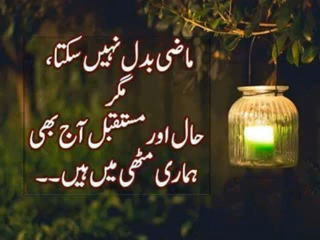 ماضی بدل نہیں سکتا،
مگر
حال اور مستقبل آج بھی
ہماری مٹھی میں ہیں۔۔